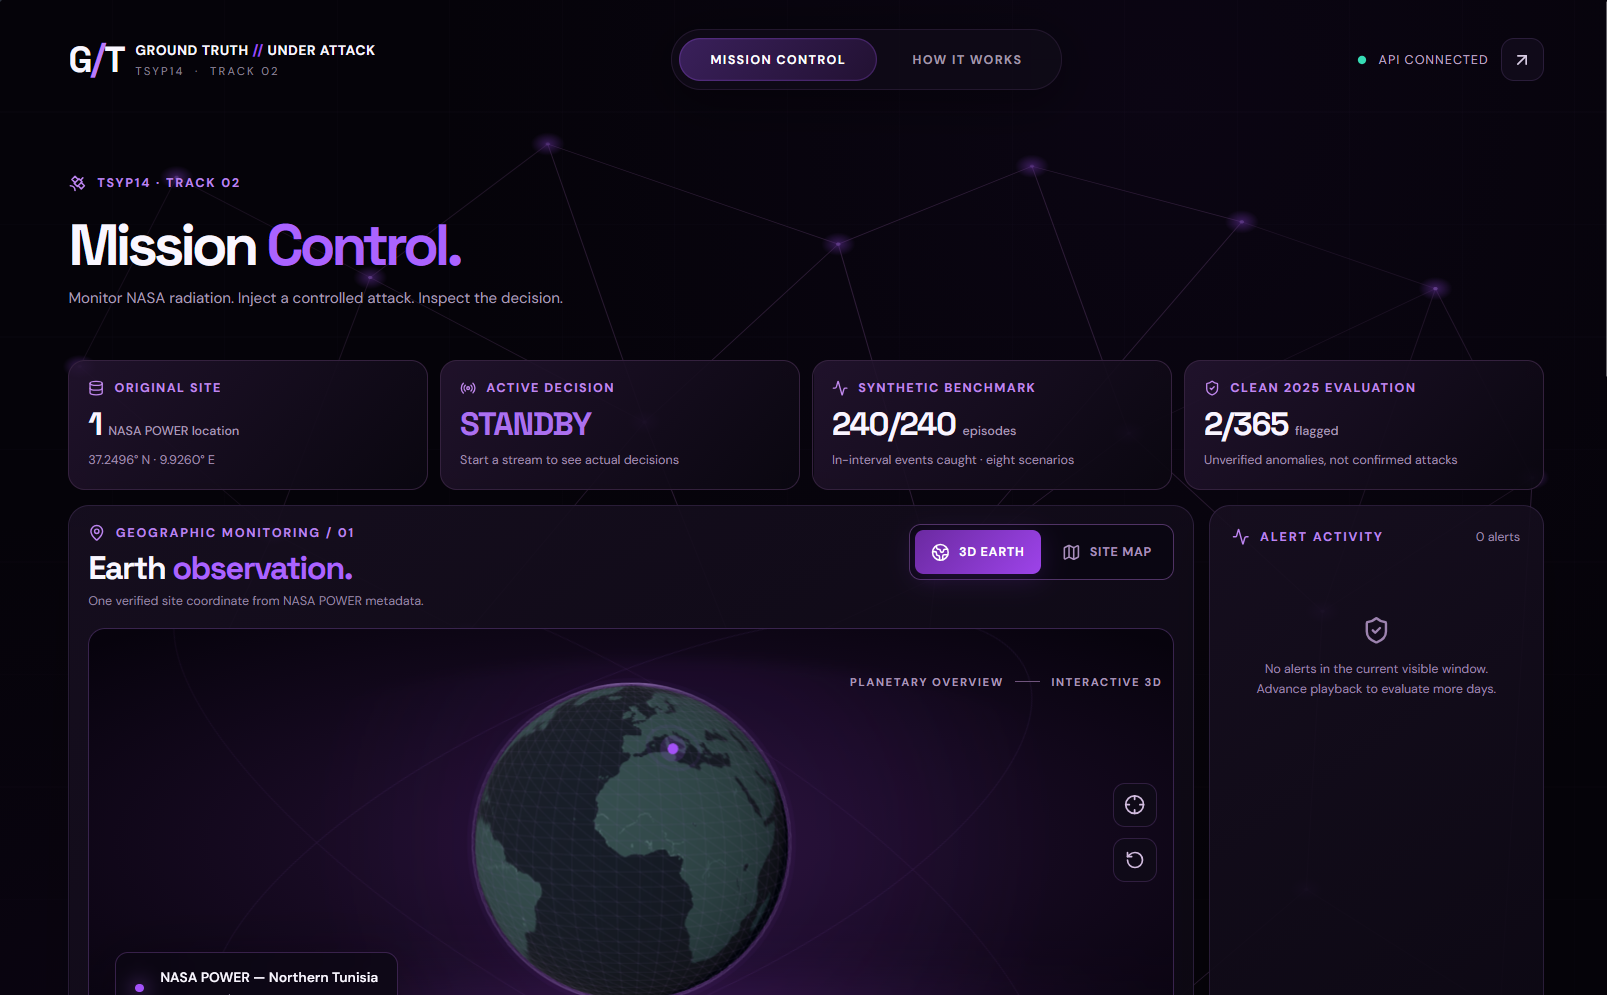 G/T
GROUND TRUTH // UNDER ATTACK
TSYP14 · TRACK 02
MISSION CONTROL
HOW IT WORKS
API CONNECTED
TSYP14 · TRACK 02
Mission Control.
Monitor NASA radiation. Inject a controlled attack. Inspect the decision.
ORIGINAL SITE
1 NASA POWER location
37.2496° N · 9.9260° E
ACTIVE DECISION
STANDBY
Start a stream to see actual decisions
SYNTHETIC BENCHMARK
240/240 episodes
In-interval events caught · eight scenarios
CLEAN 2025 EVALUATION
2/365 flagged
Unverified anomalies, not confirmed attacks
GEOGRAPHIC MONITORING / 01
Earth observation.
One verified site coordinate from NASA POWER metadata.
3D EARTH
SITE MAP
PLANETARY OVERVIEW — INTERACTIVE 3D
NASA POWER — Northern Tunisia
ALERT ACTIVITY
0 alerts
No alerts in the current visible window.
Advance playback to evaluate more days.